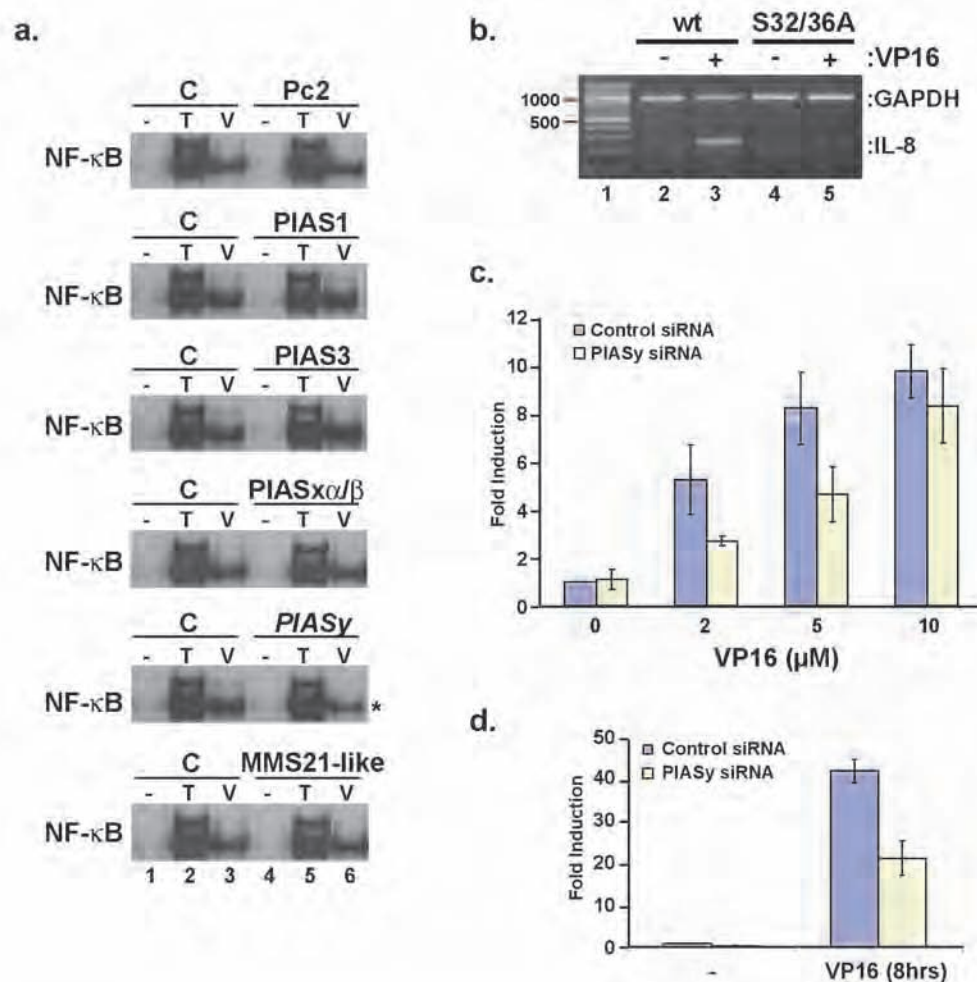 a.
C Pc2
- T V - T V
NF-κB
C PIAS1
- T V - T V
NF-κB
C PIAS3
- T V - T V
NF-κB
C PIASxα/β
- T V - T V
NF-κB
C PIASy
- T V - T V
NF-κB *
C MMS21-like
- T V - T V
NF-κB
1 2 3 4 5 6
b.
wt S32/36A
- + - + :VP16
1000 :GAPDH
500
:IL-8
1 2 3 4 5
c.
12
10
8
6
4
2
0
Fold Induction
Control siRNA
PIASy siRNA
0 2 5 10
VP16 (µM)
d.
50
40
30
20
10
0
Fold Induction
Control siRNA
PIASy siRNA
- VP16 (8hrs)